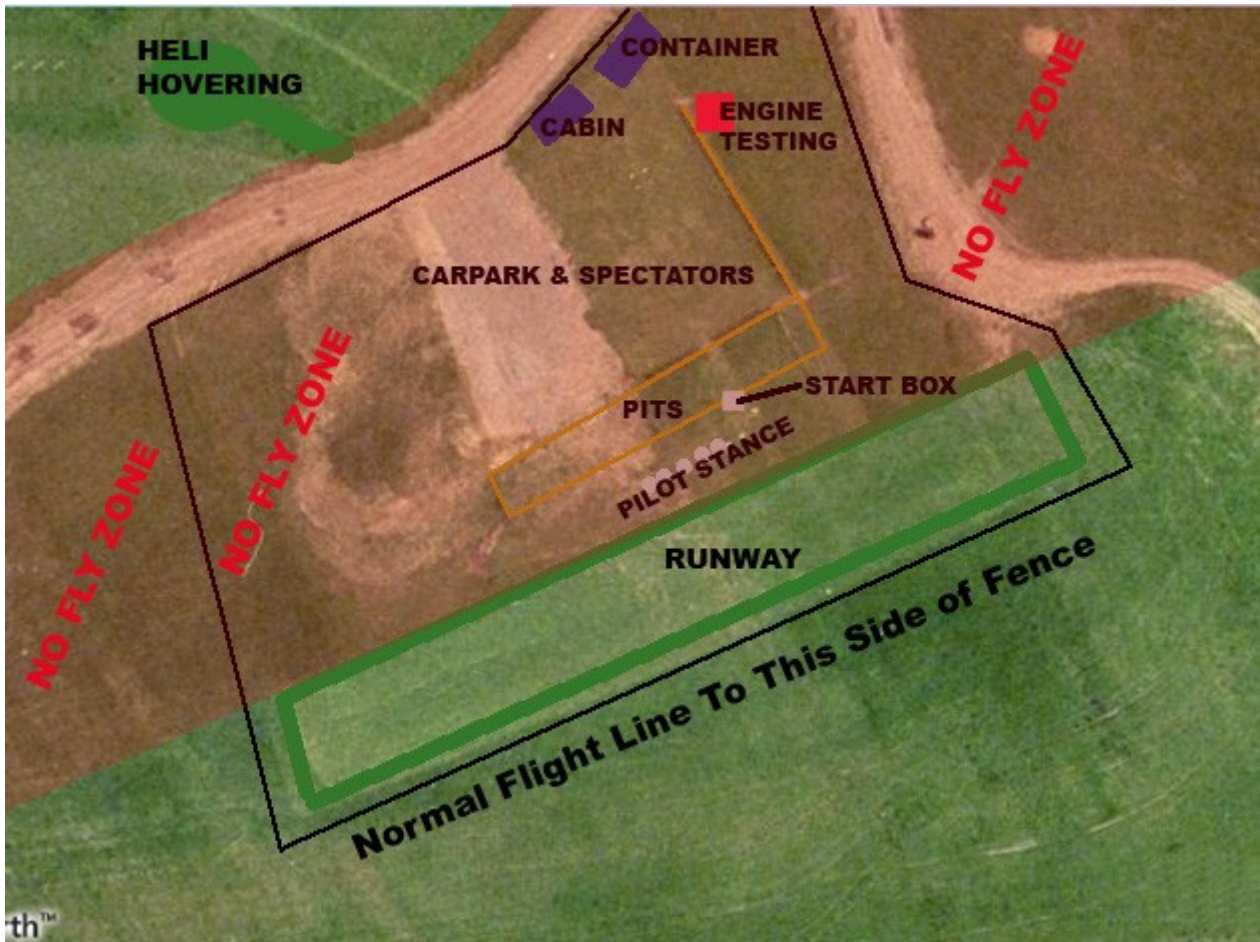 HELI
HOVERING
CONTAINER
CABIN
ENGINE
TESTING
NO FLY ZONE
CARPARK & SPECTATORS
NO FLY ZONE
NO FLY ZONE
START BOX
PITS
PILOT STANCE
RUNWAY
Normal Flight Line To This Side of Fence
th™